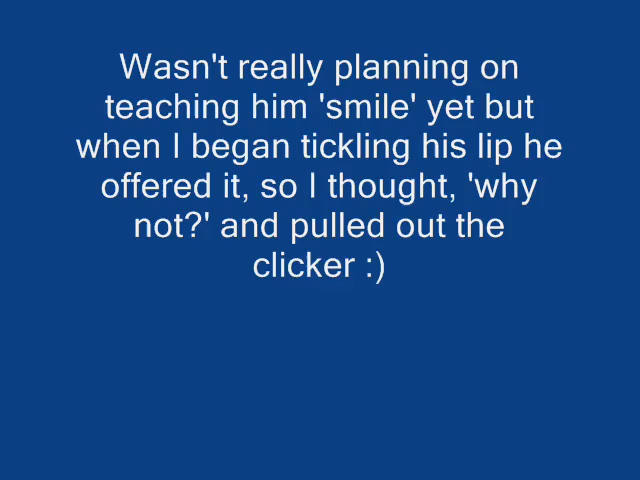 Wasn't really planning on
teaching him 'smile' yet but
when I began tickling his lip he
offered it, so I thought, 'why
not?' and pulled out the
clicker :)